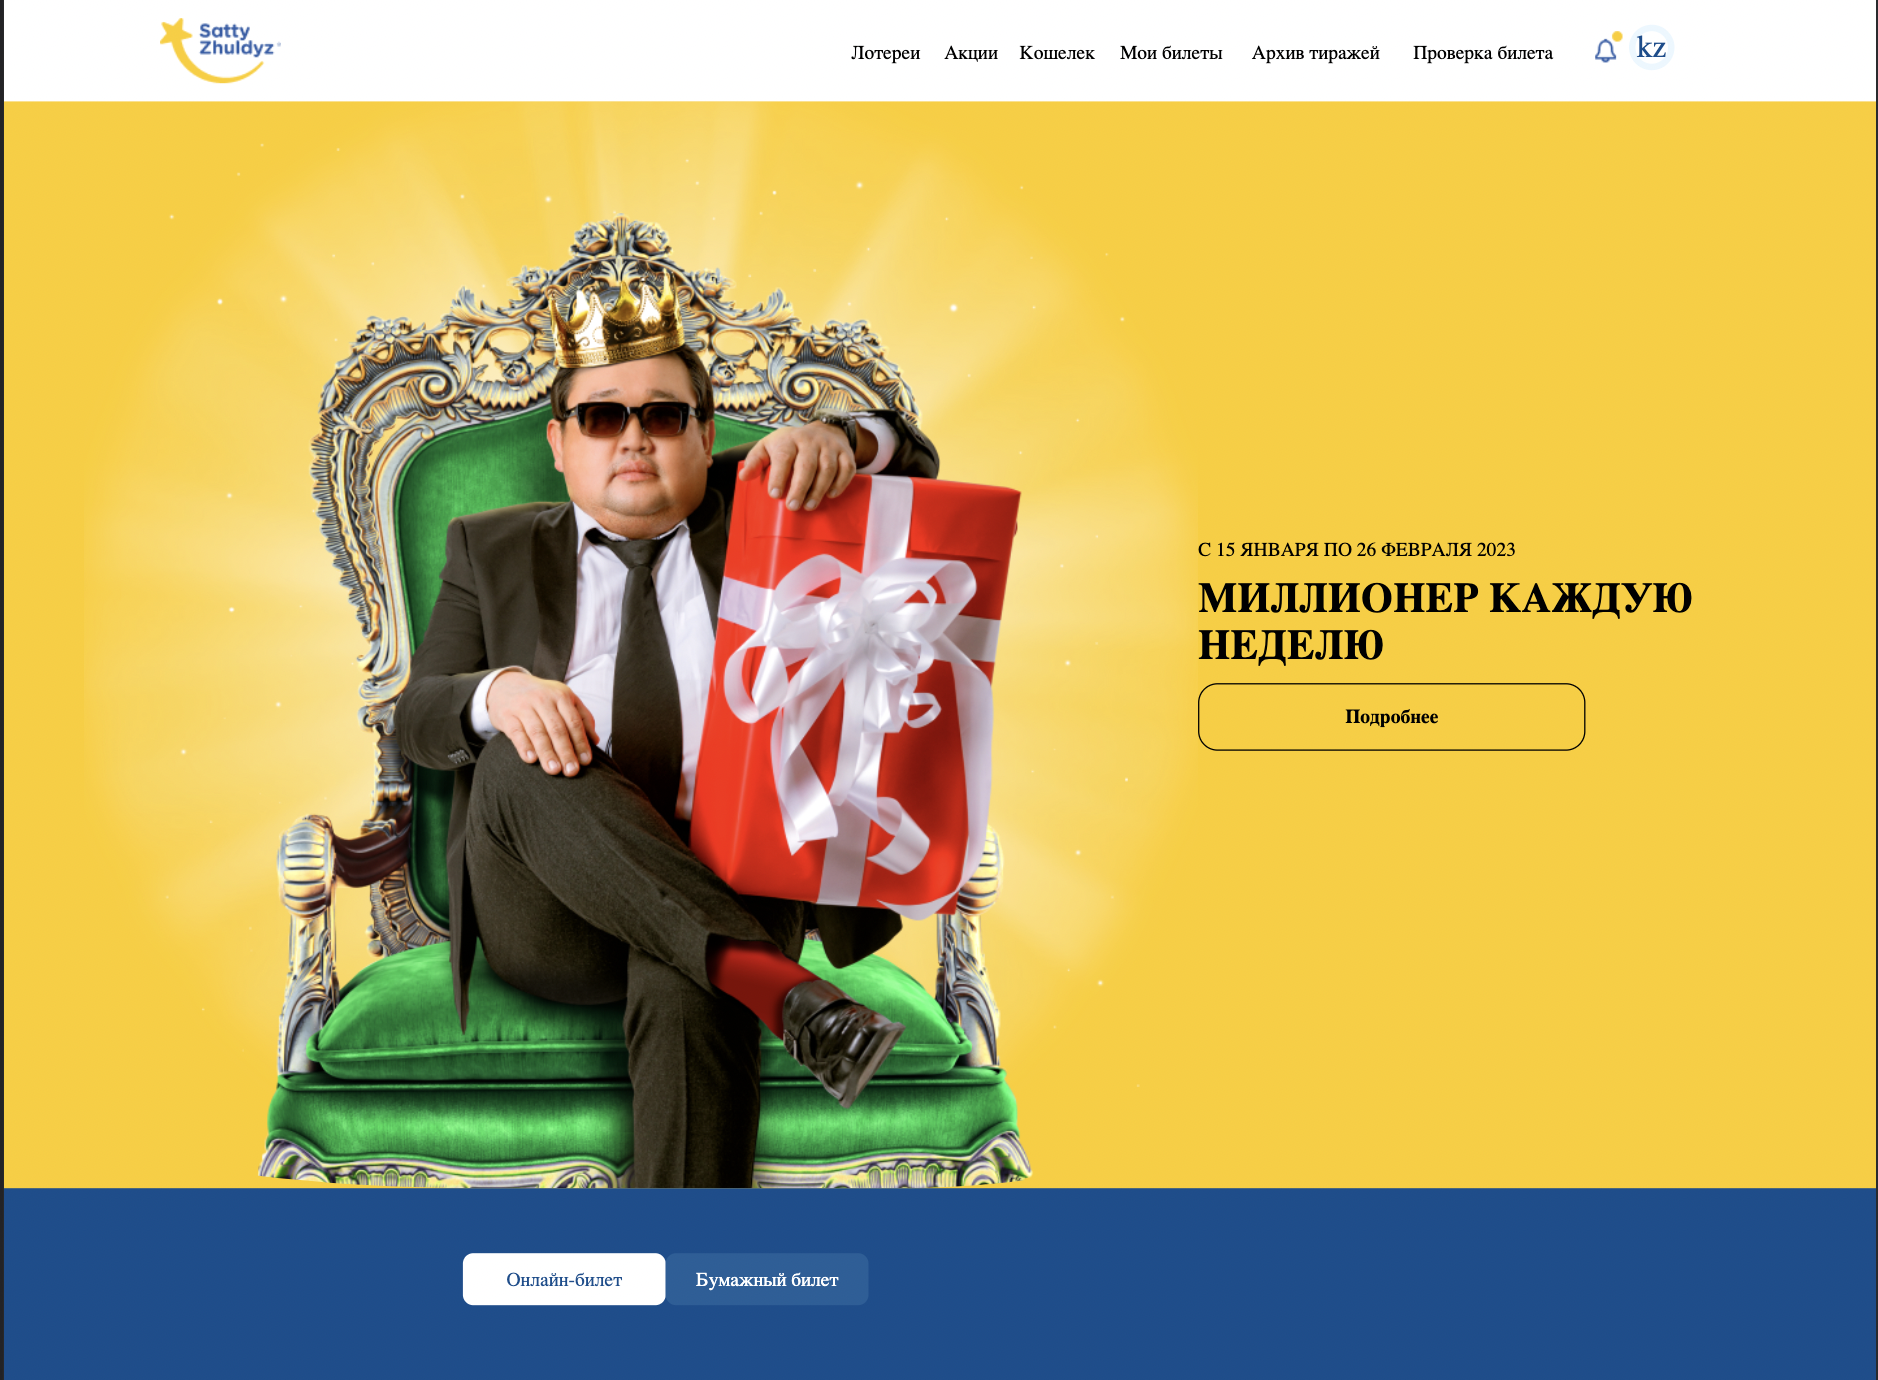 Satty
Zhuldyz
Лотереи Акции Кошелек Мои билеты Архив тиражей Проверка билета kz
С 15 ЯНВАРЯ ПО 26 ФЕВРАЛЯ 2023
МИЛЛИОНЕР КАЖДУЮ
НЕДЕЛЮ
Подробнее
Онлайн-билет Бумажный билет